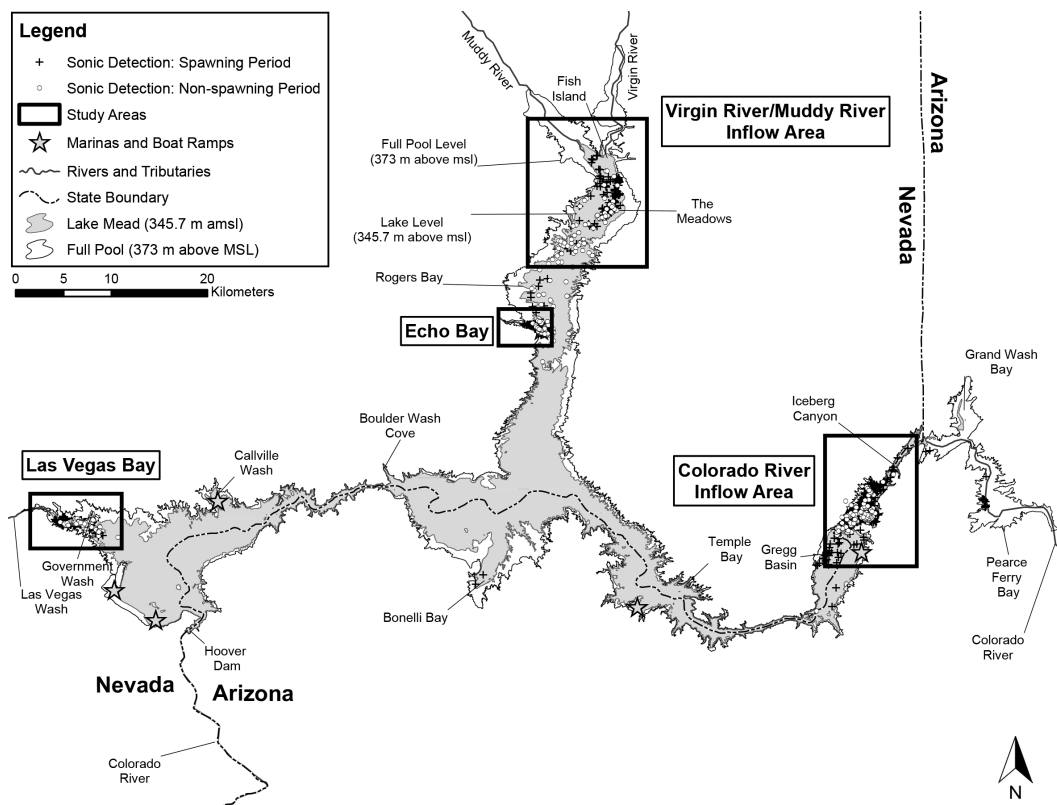 Legend
Sonic Detection: Spawning Period
Sonic Detection: Non-spawning Period
Study Areas
Marinas and Boat Ramps
Rivers and Tributaries
State Boundary
Lake Mead (345.7 m amsl)
Full Pool (373 m above MSL)
0 5 10 20
Kilometers
Muddy River
Virgin River
Fish
Island
Virgin River/Muddy River
Inflow Area
Full Pool Level
(373 m above msl)
Lake Level
(345.7 m above msl)
The
Meadows
Rogers Bay
Echo Bay
Arizona
Nevada
Grand Wash
Bay
Iceberg
Canyon
Boulder Wash
Cove
Callville
Wash
Las Vegas Bay
Colorado River
Inflow Area
Government
Wash
Las Vegas
Wash
Temple
Bay
Gregg
Basin
Pearce
Ferry
Bay
Bonelli Bay
Colorado
River
Hoover
Dam
Nevada
Arizona
Colorado
River
N